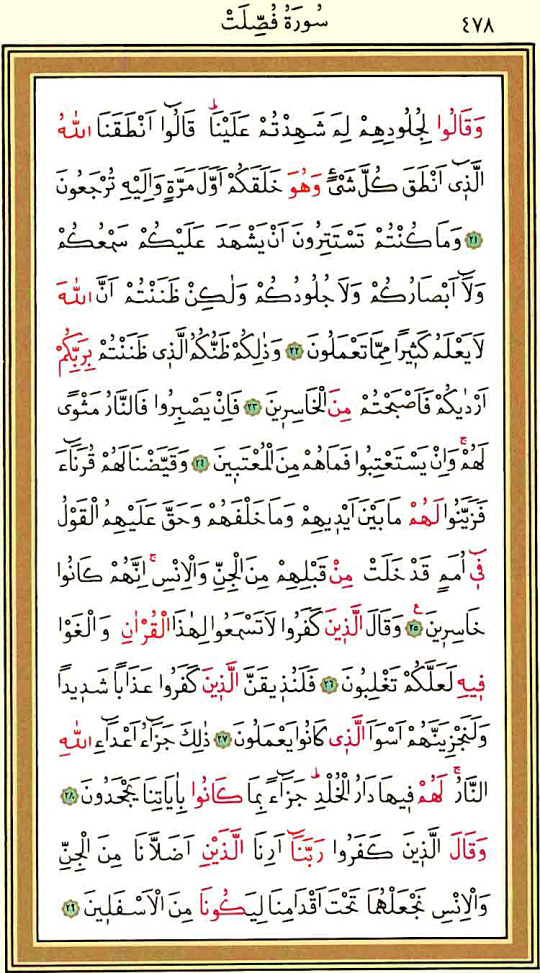 سُورَةُ فُصِّلَتْ ٤٧٨
وَقَالُوا لِجُلُودِهِمْ لِمَ شَهِدْتُمْ عَلَيْنَاۜ قَالُٓوا اَنْطَقَنَا اللّٰهُ
الَّذٖٓي اَنْطَقَ كُلَّ شَيْءٍ وَهُوَ خَلَقَكُمْ اَوَّلَ مَرَّةٍ وَاِلَيْهِ تُرْجَعُونَ
﴿٢١﴾ وَمَا كُنْتُمْ تَسْتَتِرُونَ اَنْ يَشْهَدَ عَلَيْكُمْ سَمْعُكُمْ
وَلَٓا اَبْصَارُكُمْ وَلَا جُلُودُكُمْ وَلٰكِنْ ظَنَنْتُمْ اَنَّ اللّٰهَ
لَا يَعْلَمُ كَثٖيرًا مِمَّا تَعْمَلُونَ ﴿٢٢﴾ وَذٰلِكُمْ ظَنُّكُمُ الَّذٖي ظَنَنْتُمْ بِرَبِّكُمْ
اَرْدٰيكُمْ فَاَصْبَحْتُمْ مِنَ الْخَاسِرٖينَ ﴿٢٣﴾ فَاِنْ يَصْبِرُوا فَالنَّارُ مَثْوًى
لَهُمْۚ وَاِنْ يَسْتَعْتِبُوا فَمَا هُمْ مِنَ الْمُعْتَبٖينَ ﴿٢٤﴾ وَقَيَّضْنَا لَهُمْ قُرَنَٓاءَ
فَزَيَّنُوا لَهُمْ مَا بَيْنَ اَيْدٖيهِمْ وَمَا خَلْفَهُمْ وَحَقَّ عَلَيْهِمُ الْقَوْلُ
فٖٓي اُمَمٍ قَدْ خَلَتْ مِنْ قَبْلِهِمْ مِنَ الْجِنِّ وَالْاِنْسِۚ اِنَّهُمْ كَانُوا
خَاسِرٖينَ ﴿٢٥﴾ ع وَقَالَ الَّذٖينَ كَفَرُوا لَا تَسْمَعُوا لِهٰذَا الْقُرْاٰنِ وَالْغَوْا
فٖيهِ لَعَلَّكُمْ تَغْلِبُونَ ﴿٢٦﴾ فَلَنُذٖيقَنَّ الَّذٖينَ كَفَرُوا عَذَابًا شَدٖيدًا
وَلَنَجْزِيَنَّهُمْ اَسْوَاَ الَّذٖي كَانُوا يَعْمَلُونَ ﴿٢٧﴾ ذٰلِكَ جَزَٓاءُ اَعْدَٓاءِ اللّٰهِ
النَّارُۚ لَهُمْ فٖيهَا دَارُ الْخُلْدِۜ جَزَٓاءً بِمَا كَانُوا بِاٰيَاتِنَا يَجْحَدُونَ ﴿٢٨﴾
وَقَالَ الَّذٖينَ كَفَرُوا رَبَّنَٓا اَرِنَا الَّذَيْنِ اَضَلَّانَا مِنَ الْجِنِّ
وَالْاِنْسِ نَجْعَلْهُمَا تَحْتَ اَقْدَامِنَا لِيَكُونَا مِنَ الْاَسْفَلٖينَ ﴿٢٩﴾